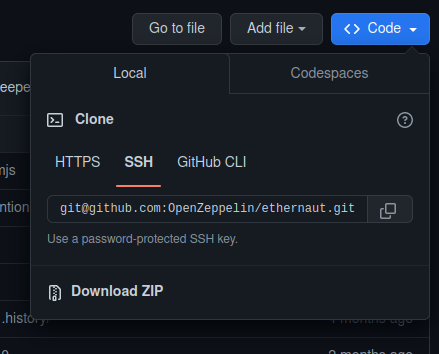 Go to file Add file Code
Local Codespaces
eepe
Clone
HTTPS SSH GitHub CLI
mjs
git@github.com:OpenZeppelin/ethernaut.git
ntion
Use a password-protected SSH key.
Download ZIP
.history.
months ago
2 months ago